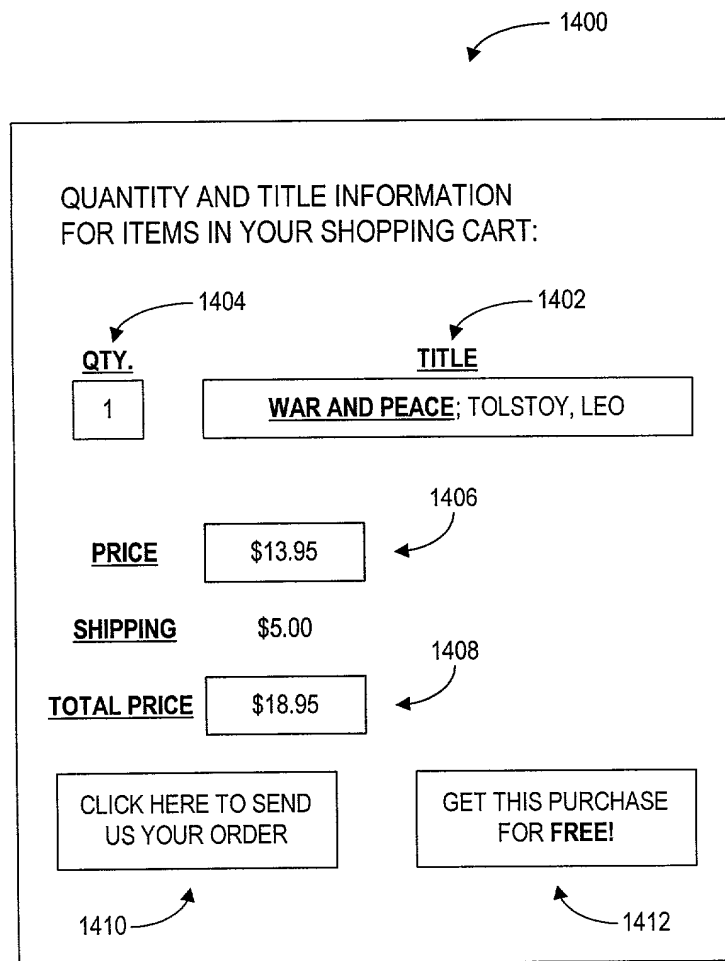 1400
QUANTITY AND TITLE INFORMATION
FOR ITEMS IN YOUR SHOPPING CART:
1404 1402
QTY. TITLE
1 WAR AND PEACE; TOLSTOY, LEO
1406
PRICE $13.95
SHIPPING $5.00
1408
TOTAL PRICE $18.95
CLICK HERE TO SEND
US YOUR ORDER
GET THIS PURCHASE
FOR FREE!
1410 1412